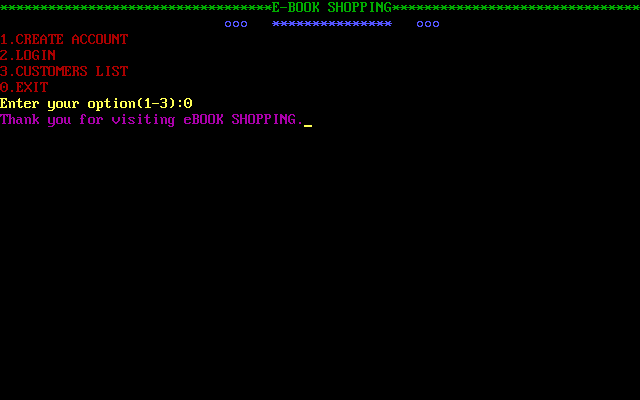 **********************************E-BOOK SHOPPING*******************************
ooo   ***************   ooo
1.CREATE ACCOUNT
2.LOGIN
3.CUSTOMERS LIST
0.EXIT
Enter your option(1-3):0
Thank you for visiting eBOOK SHOPPING._